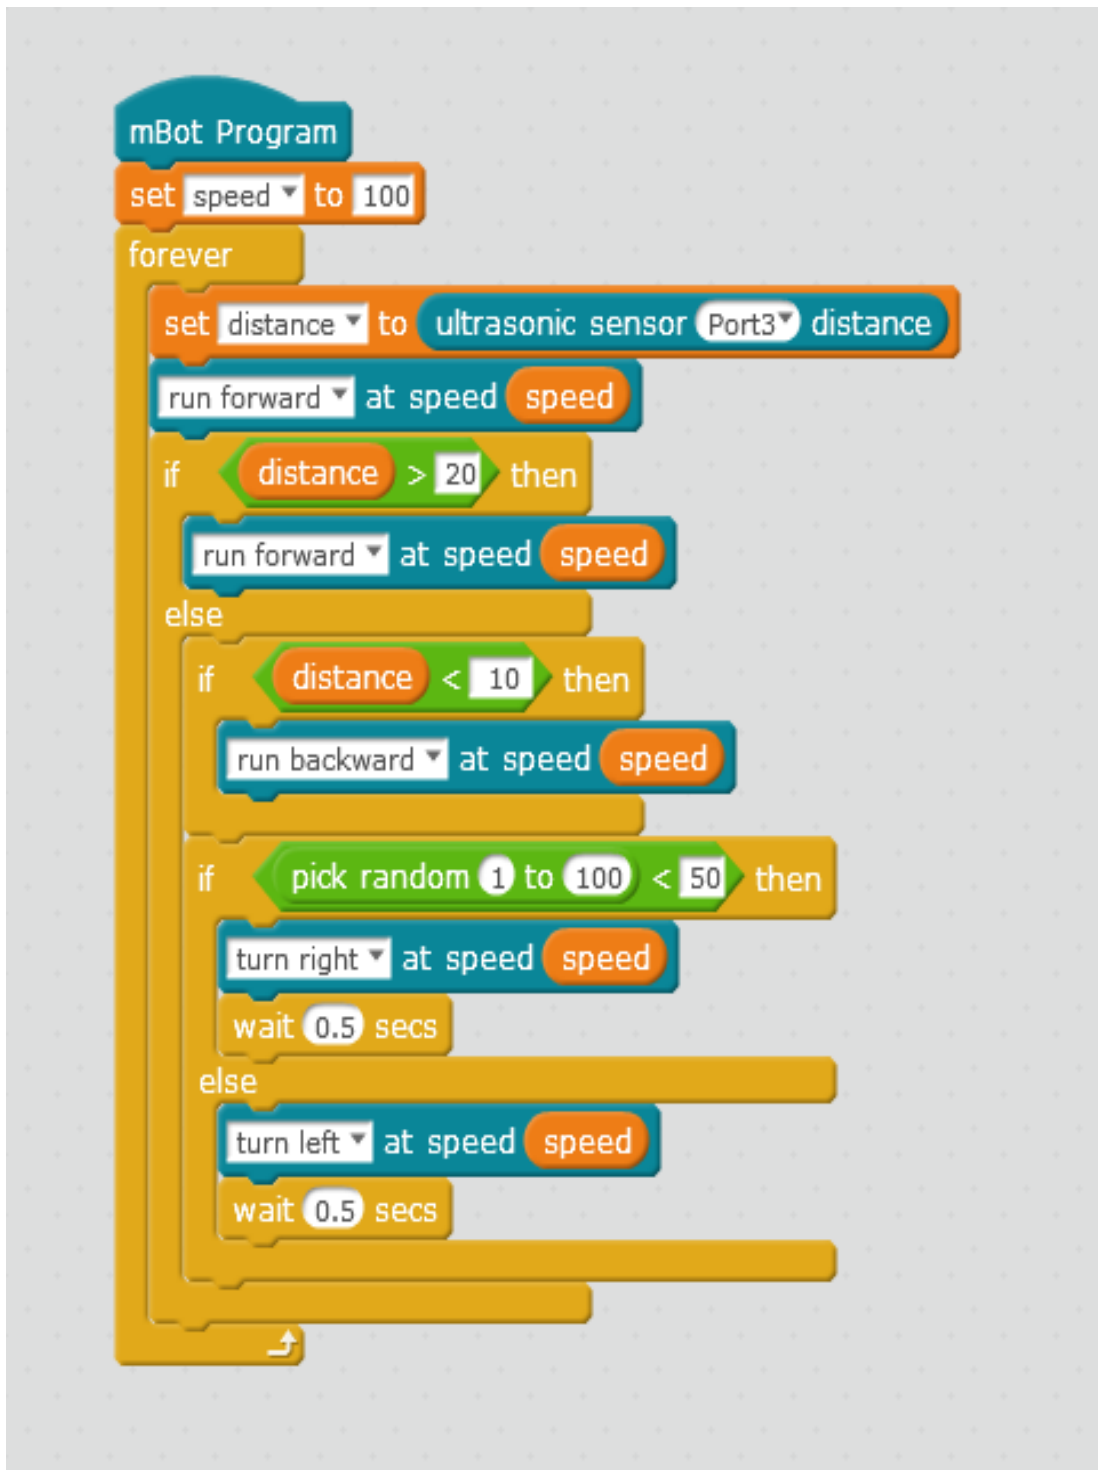 mBot Program
set speed to 100
forever
set distance to ultrasonic sensor Port3 distance
run forward at speed speed
if distance > 20 then
run forward at speed speed
else
if distance < 10 then
run backward at speed speed
if pick random 1 to 100 < 50 then
turn right at speed speed
wait 0.5 secs
else
turn left at speed speed
wait 0.5 secs